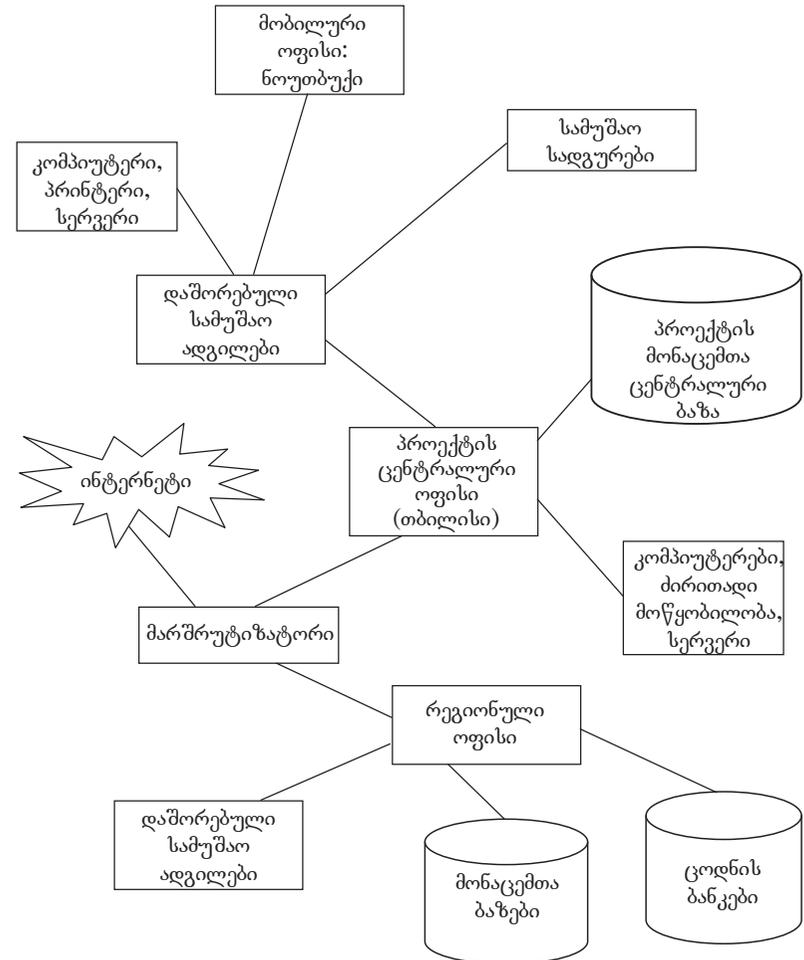 მობილური
ოფისი:
ნოუთბუქი
სამუშაო
სადგურები
კომპიუტერი,
პრინტერი,
სერვერი
დაშორებული
სამუშაო
ადგილები
პროექტის
მონაცემთა
ცენტრალური
ბაზა
პროექტის
ცენტრალური
ოფისი
(თბილისი)
ინტერნეტი
კომპიუტერები,
ძირითადი
მოწყობილობა,
სერვერი
მარშრუტიზატორი
რეგიონული
ოფისი
დაშორებული
სამუშაო
ადგილები
მონაცემთა
ბაზები
ცოდნის
ბანკები